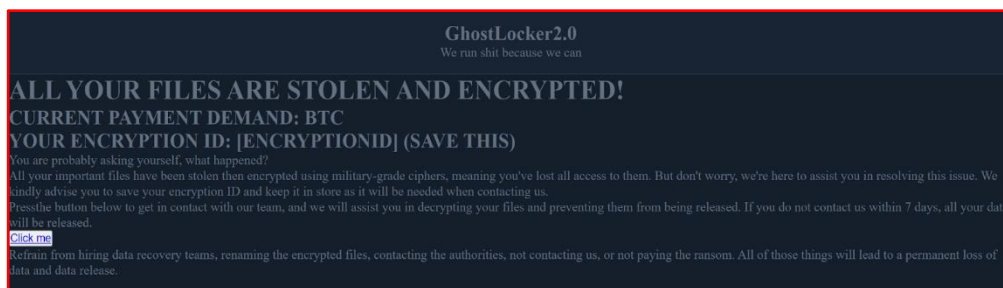 GhostLocker2.0
We run shit because we can
ALL YOUR FILES ARE STOLEN AND ENCRYPTED!
CURRENT PAYMENT DEMAND: BTC
YOUR ENCRYPTION ID: [ENCRYPTIONID] (SAVE THIS)
You are probably asking yourself, what happened?
All your important files have been stolen then encrypted using military-grade ciphers, meaning you've lost all access to them. But don't worry, we're here to assist you in resolving this issue. We
kindly advise you to save your encryption ID and keep it in store as it will be needed when contacting us.
Pressthe button below to get in contact with our team, and we will assist you in decrypting your files and preventing them from being released. If you do not contact us within 7 days, all your dat
will be released.
Click me
Refrain from hiring data recovery teams, renaming the encrypted files, contacting the authorities, not contacting us, or not paying the ransom. All of those things will lead to a permanent loss of
data and data release.